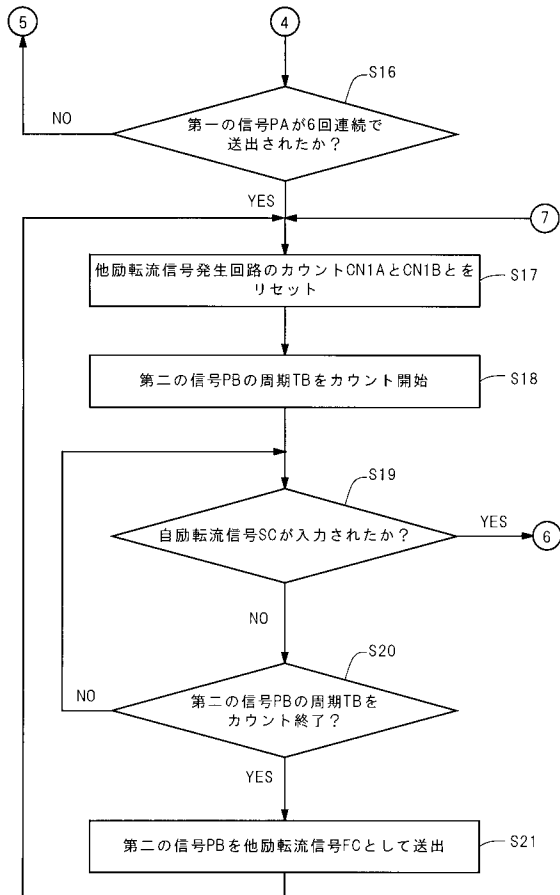 5
4
S16
NO
第一の信号PAが6回連続で
送出されたか?
YES
7
他励転流信号発生回路のカウントCN1AとCN1Bとを
リセット
S17
第二の信号PBの周期TBをカウント開始
S18
S19
自励転流信号SCが入力されたか?
YES
6
NO
S20
NO
第二の信号PBの周期TBを
カウント終了?
YES
第二の信号PBを他励転流信号FCとして送出
S21